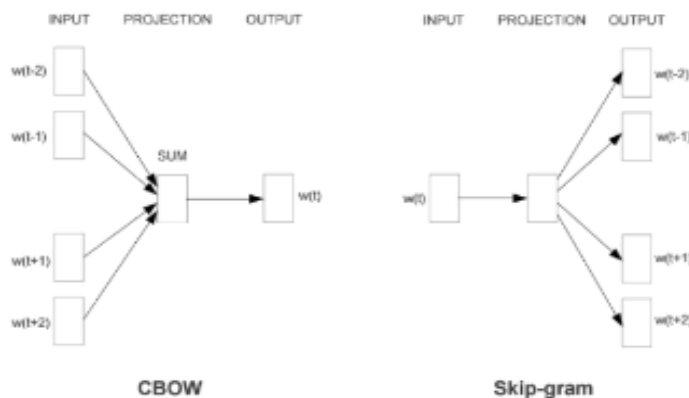 INPUT PROJECTION OUTPUT
w(t-2)
w(t-1)
SUM
w(t)
w(t+1)
w(t+2)
CBOW
INPUT PROJECTION OUTPUT
w(t-2)
w(t-1)
w(t)
w(t+1)
w(t+2)
Skip-gram